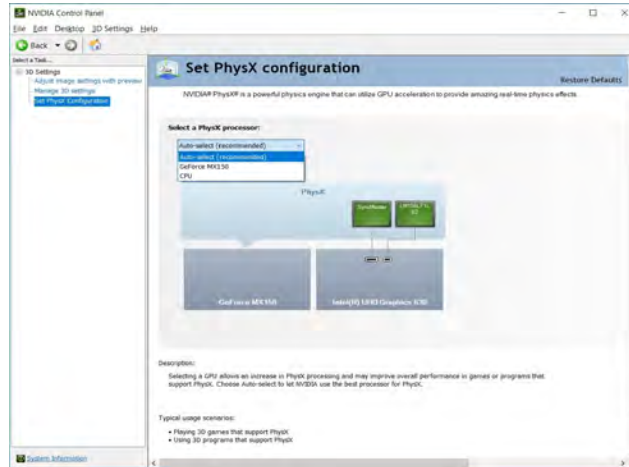 NVIDIA Control Panel
File Edit Desktop 3D Settings Help
Back
Select a Task...
3D Settings
Adjust image settings with preview
Manage 3D settings
Set PhysX Configuration
Set PhysX configuration
Restore Defaults
NVIDIA® PhysX® is a powerful physics engine that can utilize GPU acceleration to provide amazing real-time physics effects.
Select a PhysX processor:
Auto-select (recommended)
Auto-select (recommended)
GeForce MX150
CPU
PhysX
SyncMaster
GeForce MX150
Intel(R) UHD Graphics 630
Description:
Selecting a GPU allows an increase in PhysX processing and may improve overall performance in games or programs that
support PhysX. Choose Auto-select to let NVIDIA use the best processor for PhysX.
Typical usage scenarios:
• Playing 3D games that support PhysX
• Using 3D programs that support PhysX
System Information